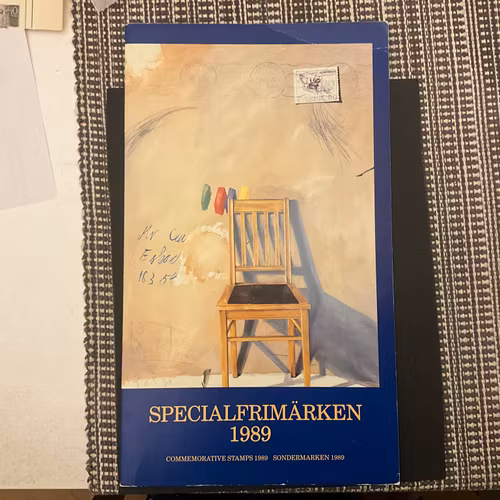 SPECIALFRIMÄRKEN
1989
COMMEMORATIVE STAMPS 1989 SONDERMARKEN 1989